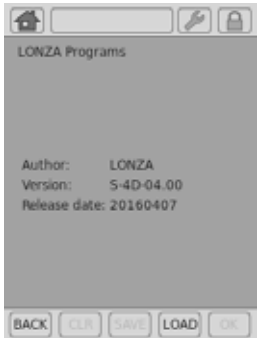 LONZA Programs
Author: LONZA
Version: S-4D-04.00
Release date: 20160407
BACK CLR SAVE LOAD OK